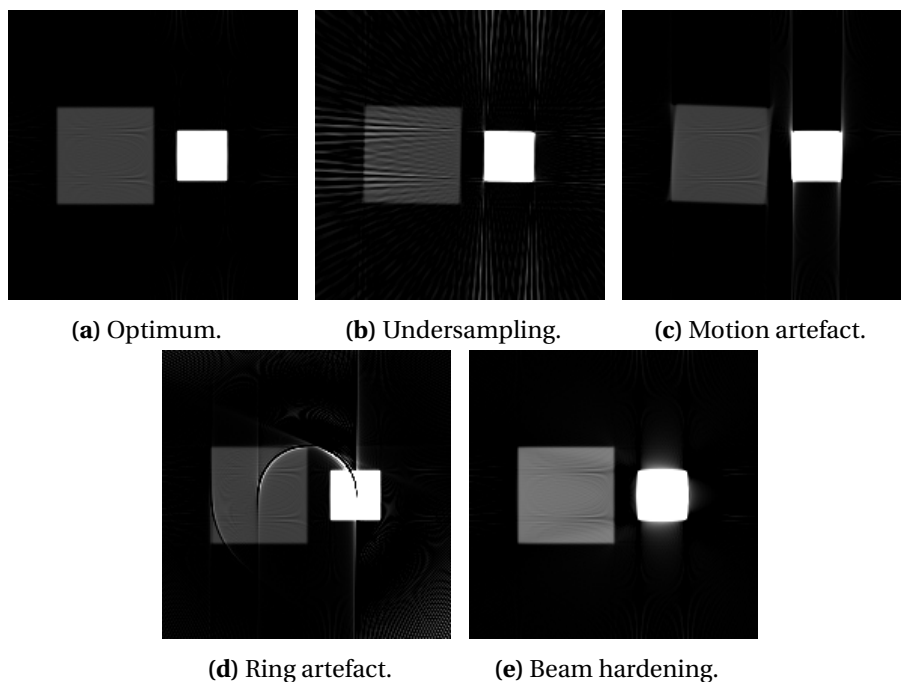 (a) Optimum.
(b) Undersampling.
(c) Motion artefact.
(d) Ring artefact.
(e) Beam hardening.